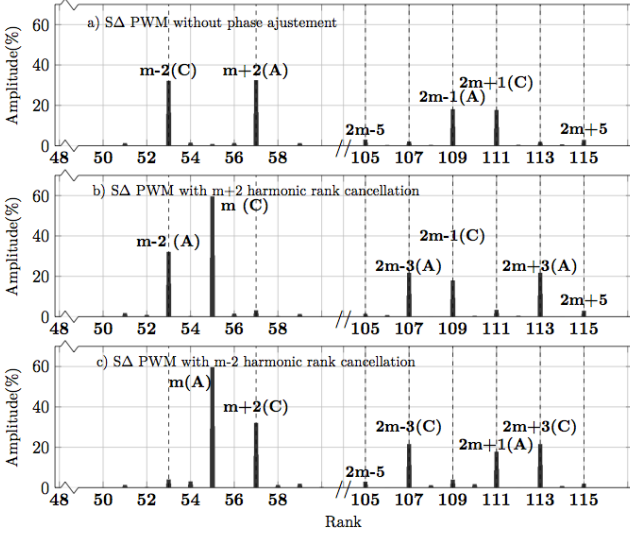 a) SΔ PWM without phase ajustement
Amplitude(%)
60
40
20
0
m-2(C)
m+2(A)
2m+1(C)
2m-1(A)
2m-5
2m+5
48 50 52 54 56 58 105 107 109 111 113 115
b) SΔ PWM with m+2 harmonic rank cancellation
Amplitude(%)
60
40
20
0
m (C)
m-2 (A)
2m-1(C)
2m-3(A)
2m+3(A)
2m+5
48 50 52 54 56 58 105 107 109 111 113 115
c) SΔ PWM with m-2 harmonic rank cancellation
Amplitude(%)
60
40
20
0
m(A)
m+2(C)
2m-3(C)
2m+3(C)
2m+1(A)
2m-5
48 50 52 54 56 58 105 107 109 111 113 115
Rank